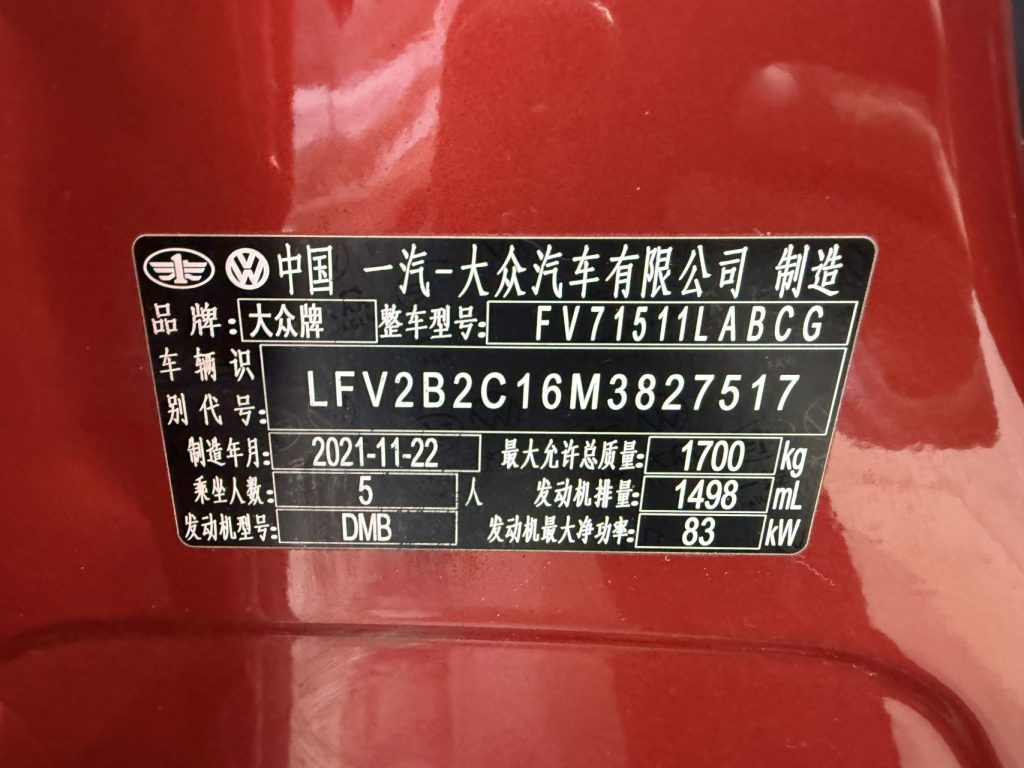 中国 一汽-大众汽车有限公司 制造
品牌: 大众牌 整车型号: FV71511LABCG
车辆识别代号: LFV2B2C16M3827517
制造年月: 2021-11-22 最大允许总质量: 1700 kg
乘坐人数: 5 人 发动机排量: 1498 mL
发动机型号: DMB 发动机最大净功率: 83 kW